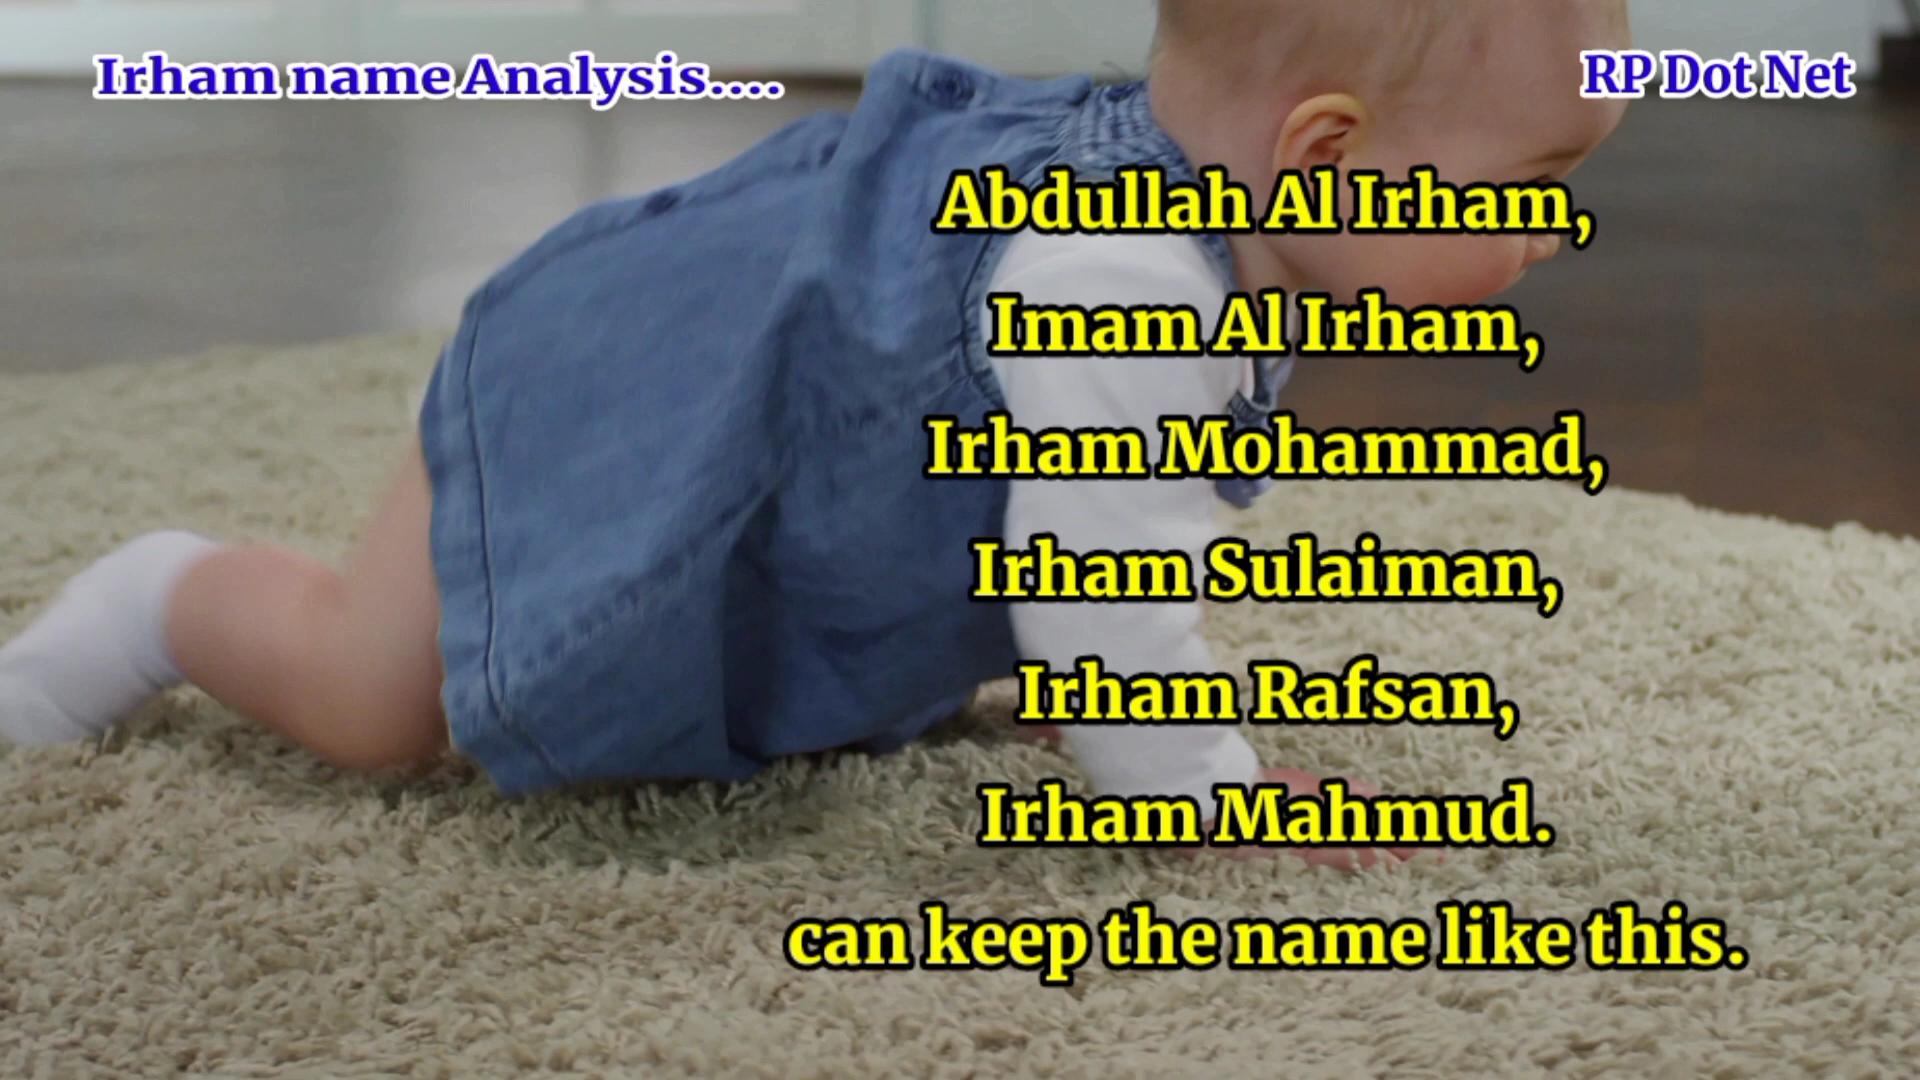 Irham name Analysis....
RP Dot Net
Abdullah Al Irham,
Imam Al Irham,
Irham Mohammad,
Irham Sulaiman,
Irham Rafsan,
Irham Mahmud.
can keep the name like this.